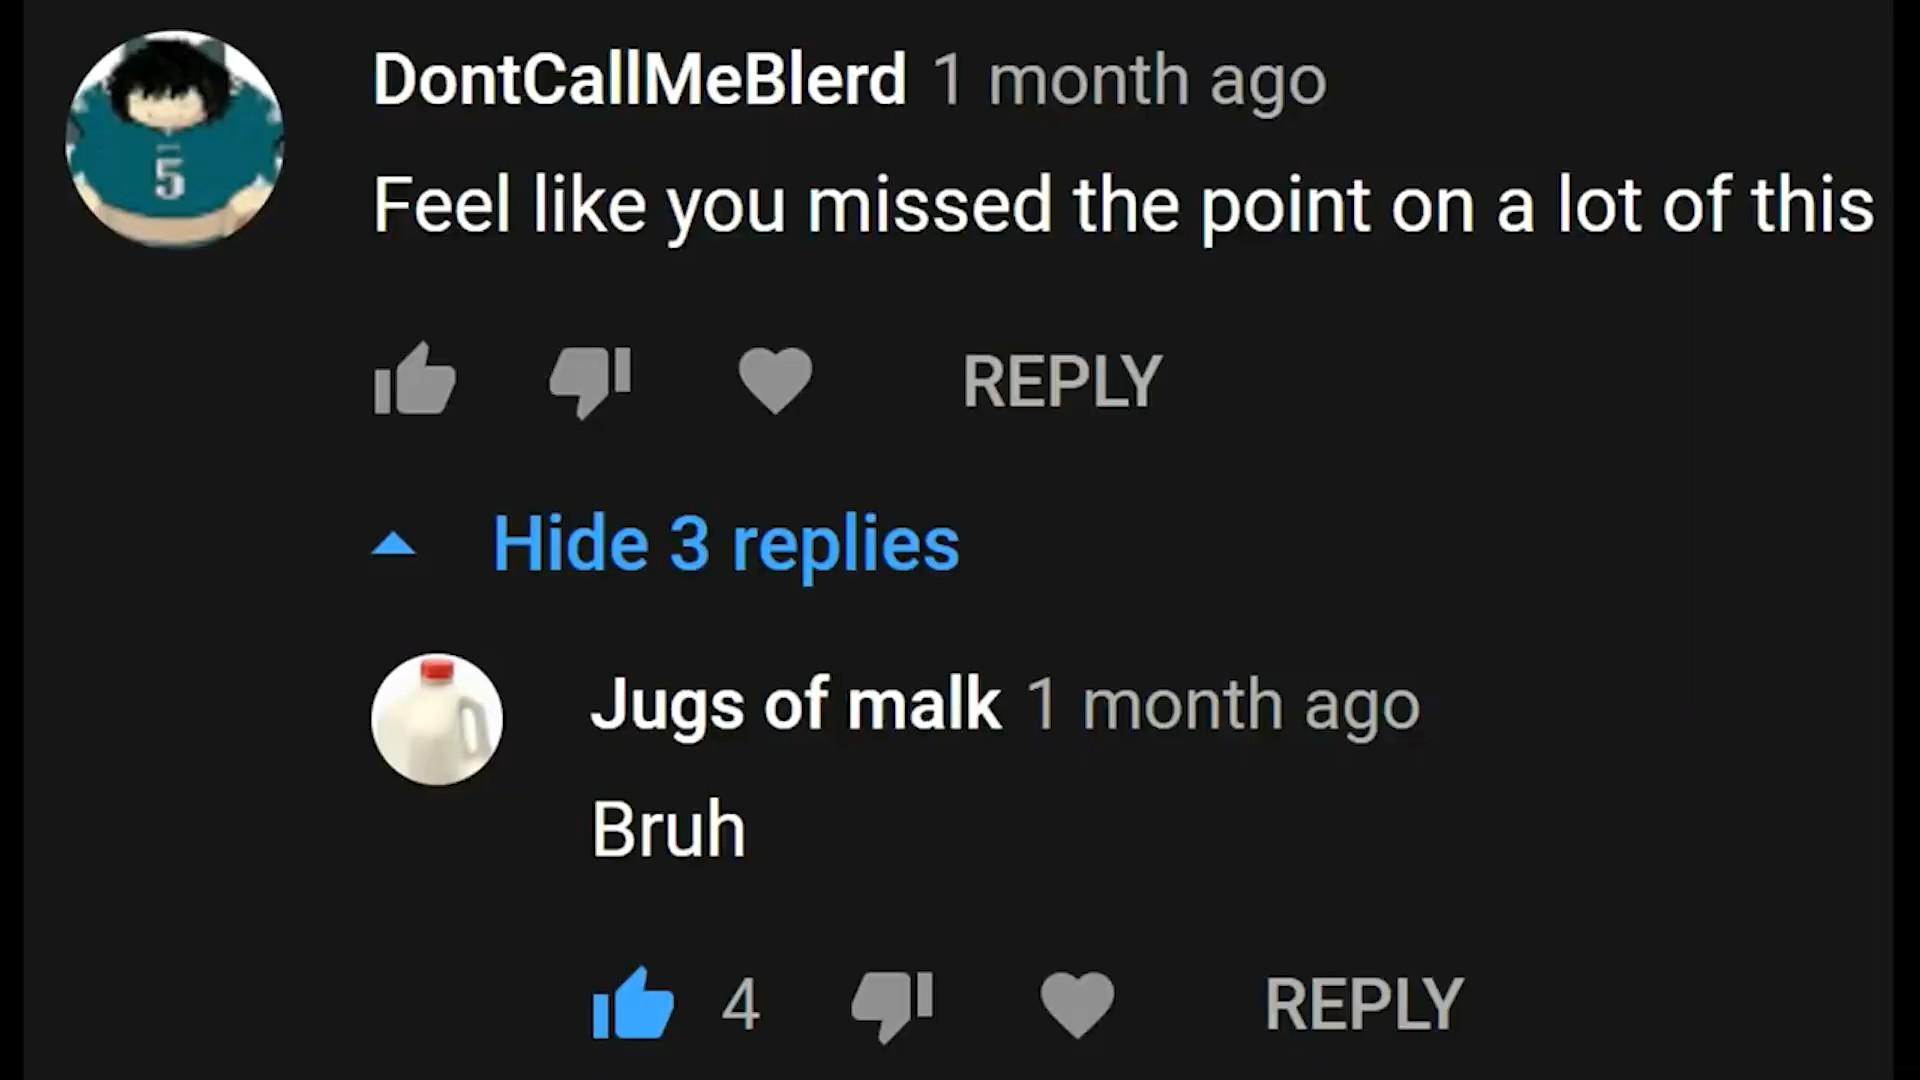 DontCallMeBlerd 1 month ago
5
Feel like you missed the point on a lot of this
REPLY
Hide 3 replies
Jugs of malk 1 month ago
Bruh
4 REPLY